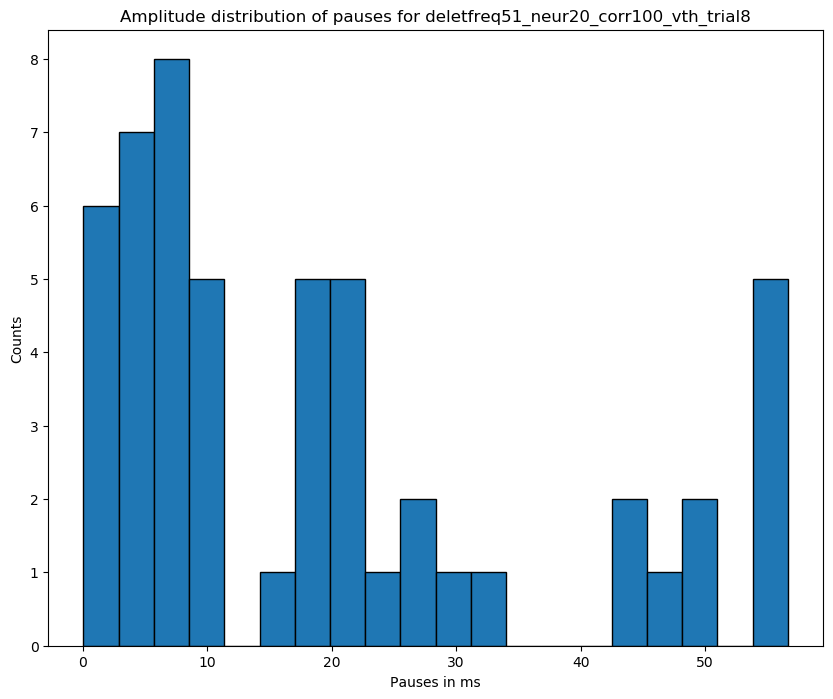 Amplitude distribution of pauses for deletfreq51_neur20_corr100_vth_trial8
8
7
6
5
4
3
2
1
0
Counts
0 10 20 30 40 50
Pauses in ms